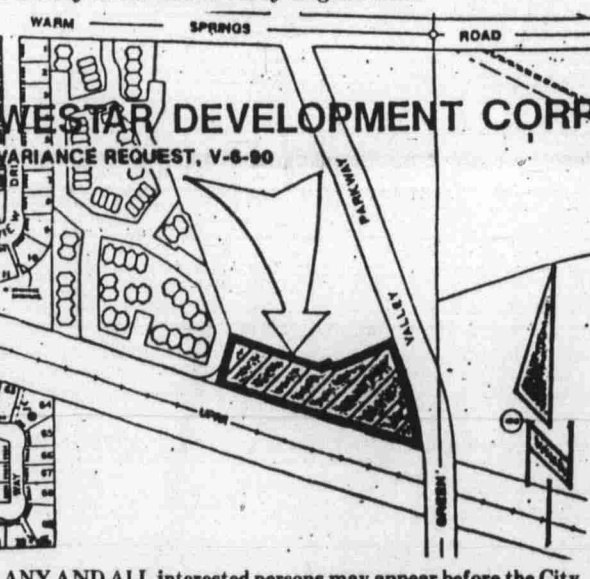 WARM SPRINGS ROAD
WESTAR DEVELOPMENT CORP
VARIANCE REQUEST, V-6-90
PARKWAY
VALLEY
GREEN
UPRR
WAY
ANY AND ALL interested persons may appear before the City